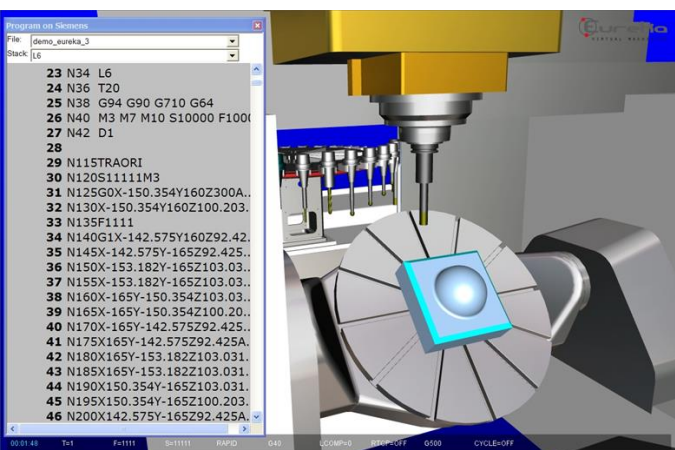 Program on Siemens
File: demo_eureka_3
Stack: L6
23 N34 L6
24 N36 T20
25 N38 G94 G90 G710 G64
26 N40 M3 M7 M10 S10000 F1000
27 N42 D1
28
29 N115TRAORI
30 N120S11111M3
31 N125G0X-150.354Y160Z300A..
32 N130X-150.354Y160Z100.203.
33 N135F1111
34 N140G1X-142.575Y160Z92.42.
35 N145X-142.575Y-165Z92.425...
36 N150X-153.182Y-165Z103.03...
37 N155X-153.182Y-165Z103.03...
38 N160X-165Y-150.354Z103.03...
39 N165X-165Y-150.354Z100.20...
40 N170X-165Y-142.575Z92.425...
41 N175X165Y-142.575Z92.425A.
42 N180X165Y-153.182Z103.031.
43 N185X165Y-153.182Z103.031.
44 N190X150.354Y-165Z103.031.
45 N195X150.354Y-165Z100.203.
46 N200X142.575Y-165Z92.425A.
Eureka
VIRTUAL MACHINING
00:01:48 T=1 F=1111 S=11111 RAPID G40 LCOMP=0 RTCP=OFF G500 CYCLE=OFF